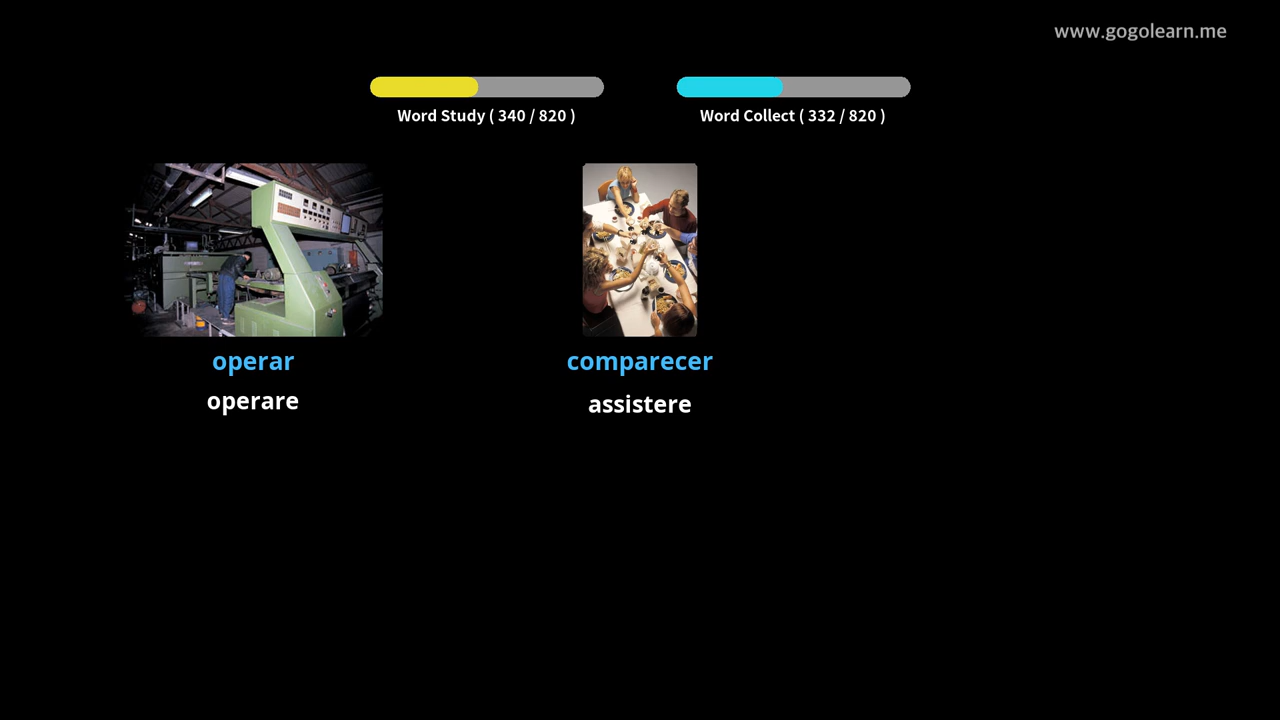 www.gogolearn.me
Word Study ( 340 / 820 )
Word Collect ( 332 / 820 )
operar
comparecer
operare
assistere